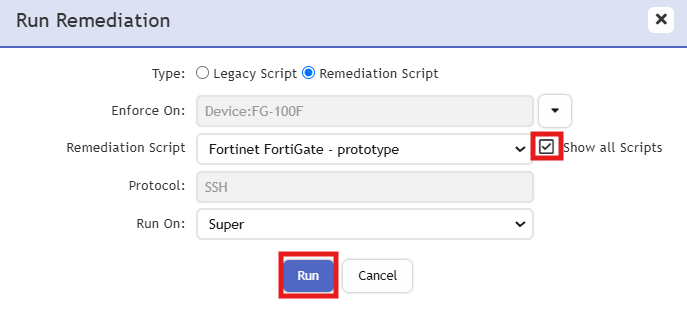 Run Remediation
Type: Legacy Script Remediation Script
Enforce On: Device:FG-100F
Remediation Script Fortinet FortiGate - prototype Show all Scripts
Protocol: SSH
Run On: Super
Run Cancel